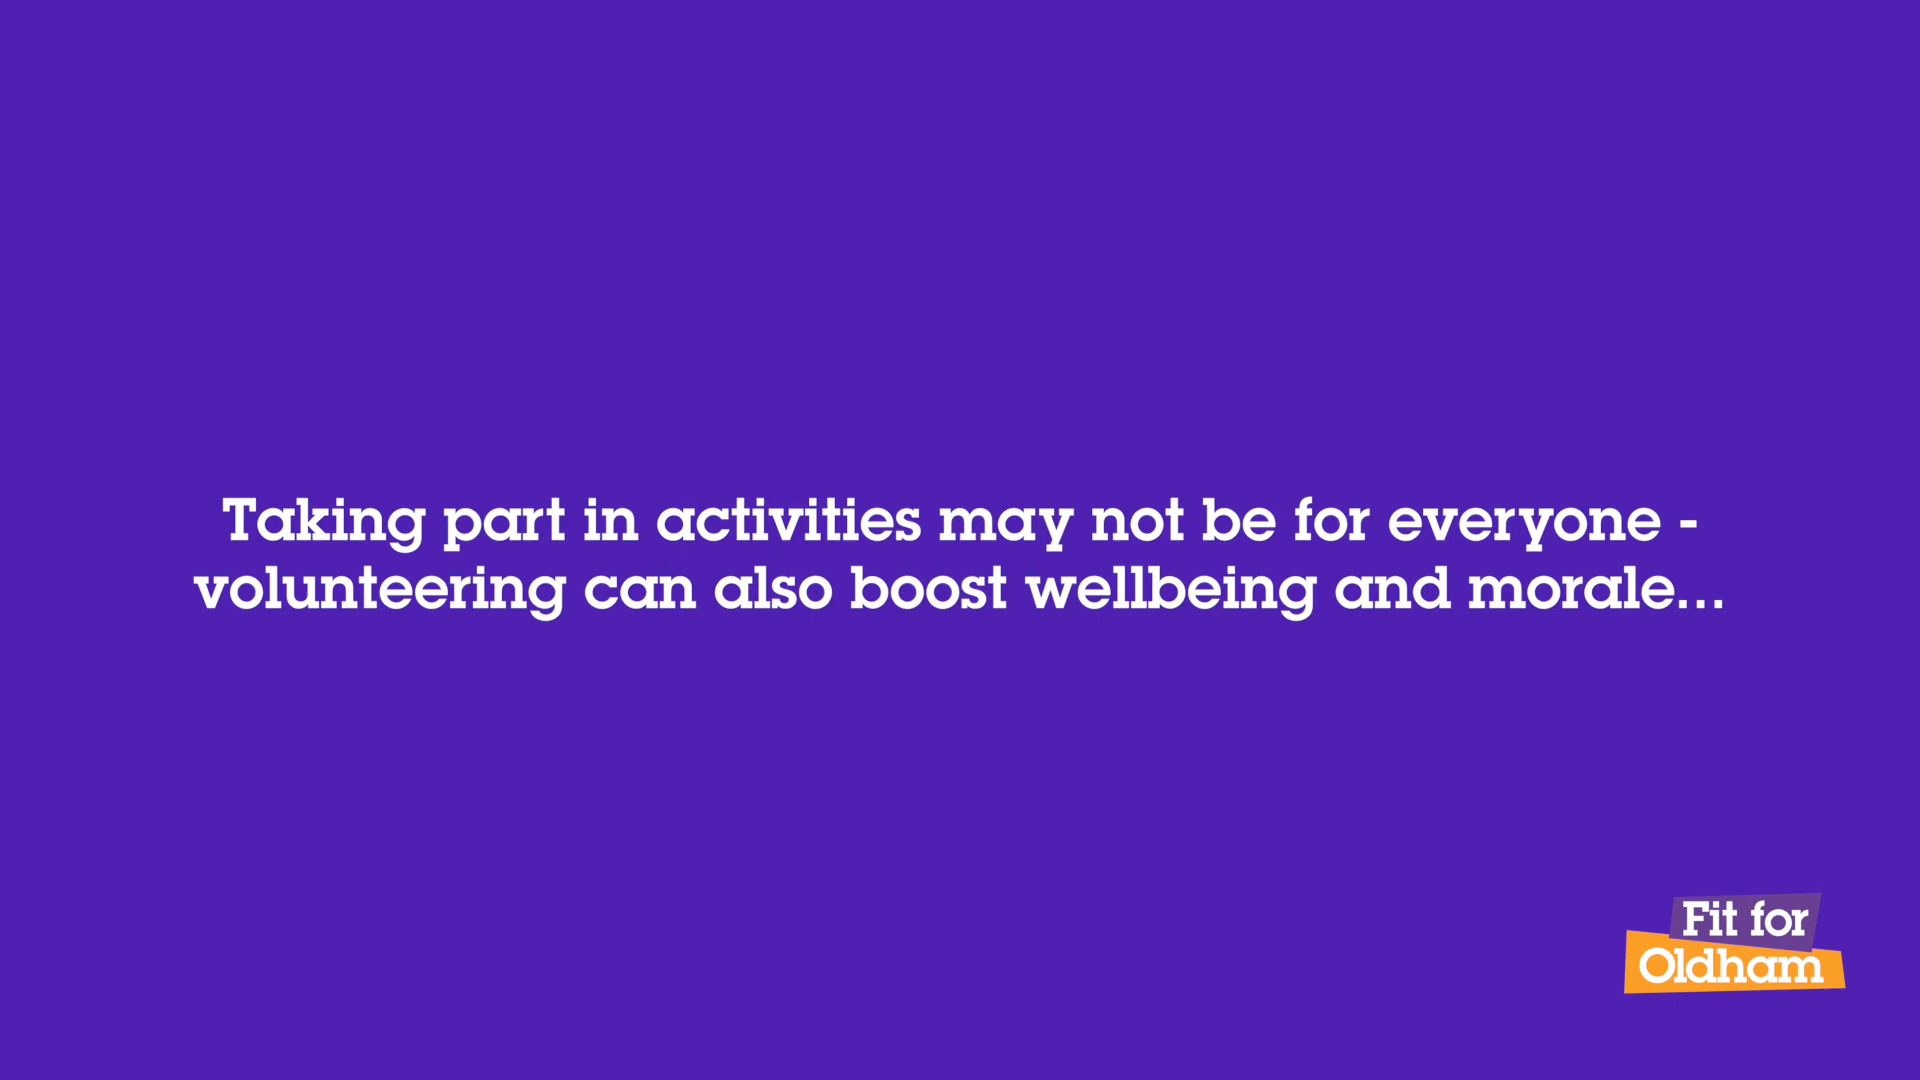 Taking part in activities may not be for everyone -
volunteering can also boost wellbeing and morale...
Fit for
Oldham